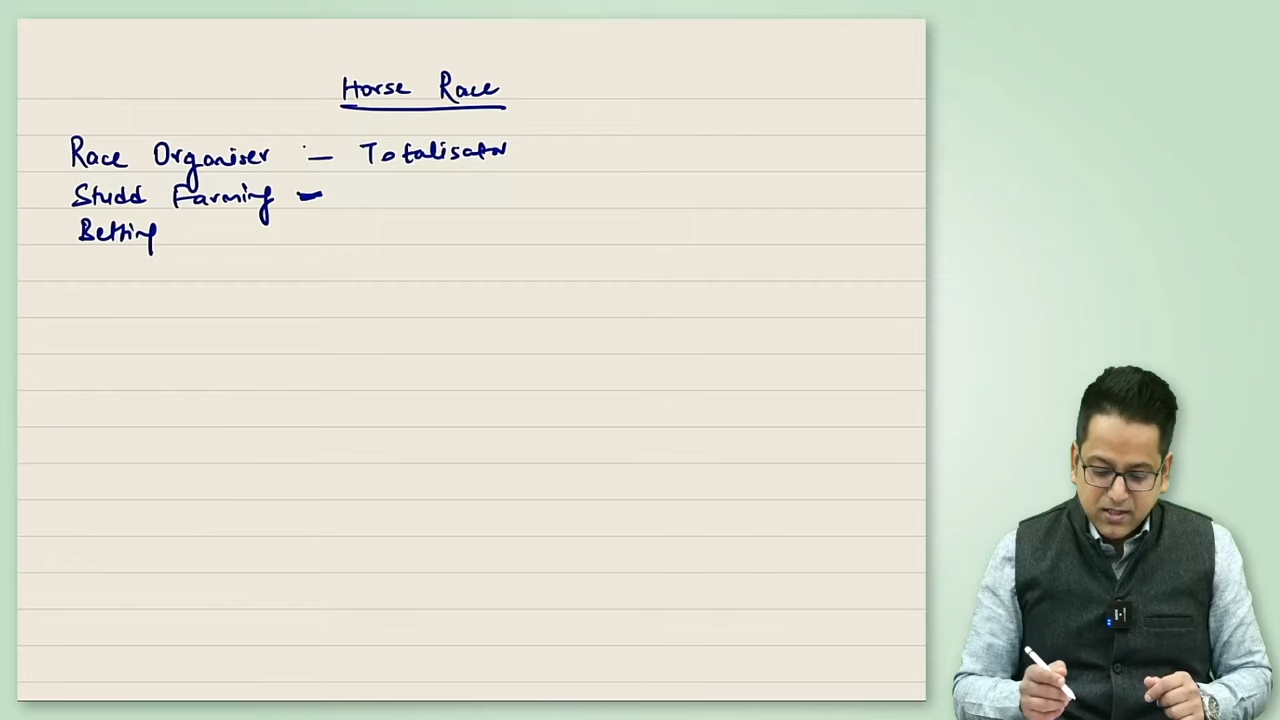 Horse Race
Race Organiser :- Totalisator
Studd Farming -
Betting